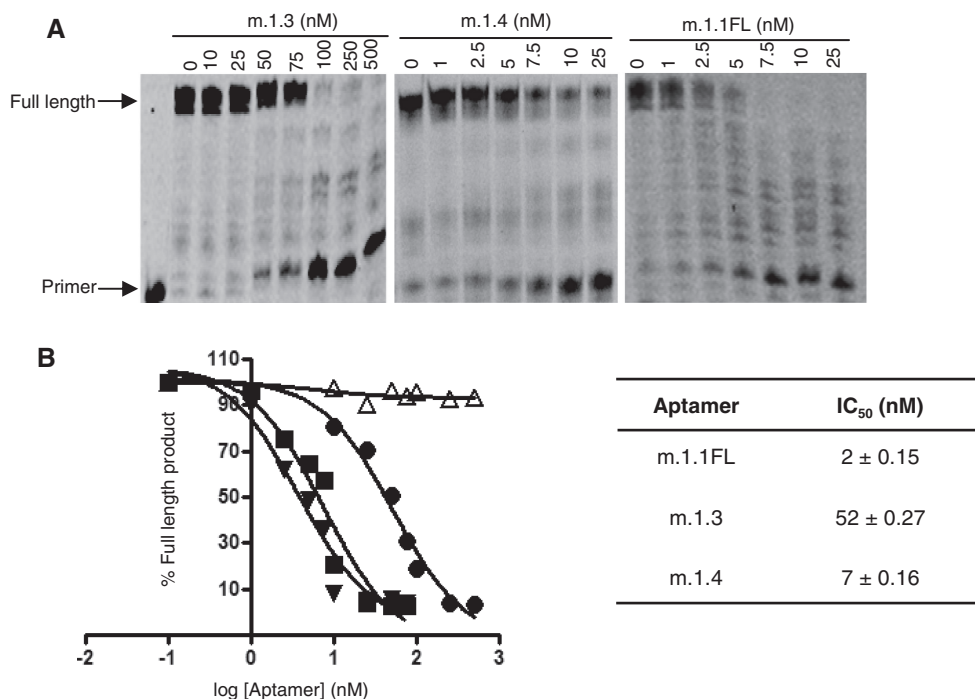 A
m.1.3 (nM)
m.1.4 (nM)
m.1.1FL (nM)
0 10 25 50 75 100 250 500
0 1 2.5 5 7.5 10 25
0 1 2.5 5 7.5 10 25
Full length
Primer
B
110
90
70
50
30
10
% Full length product
-2 -1 0 1 2 3
log [Aptamer] (nM)
Aptamer IC50 (nM)
m.1.1FL 2 ± 0.15
m.1.3 52 ± 0.27
m.1.4 7 ± 0.16